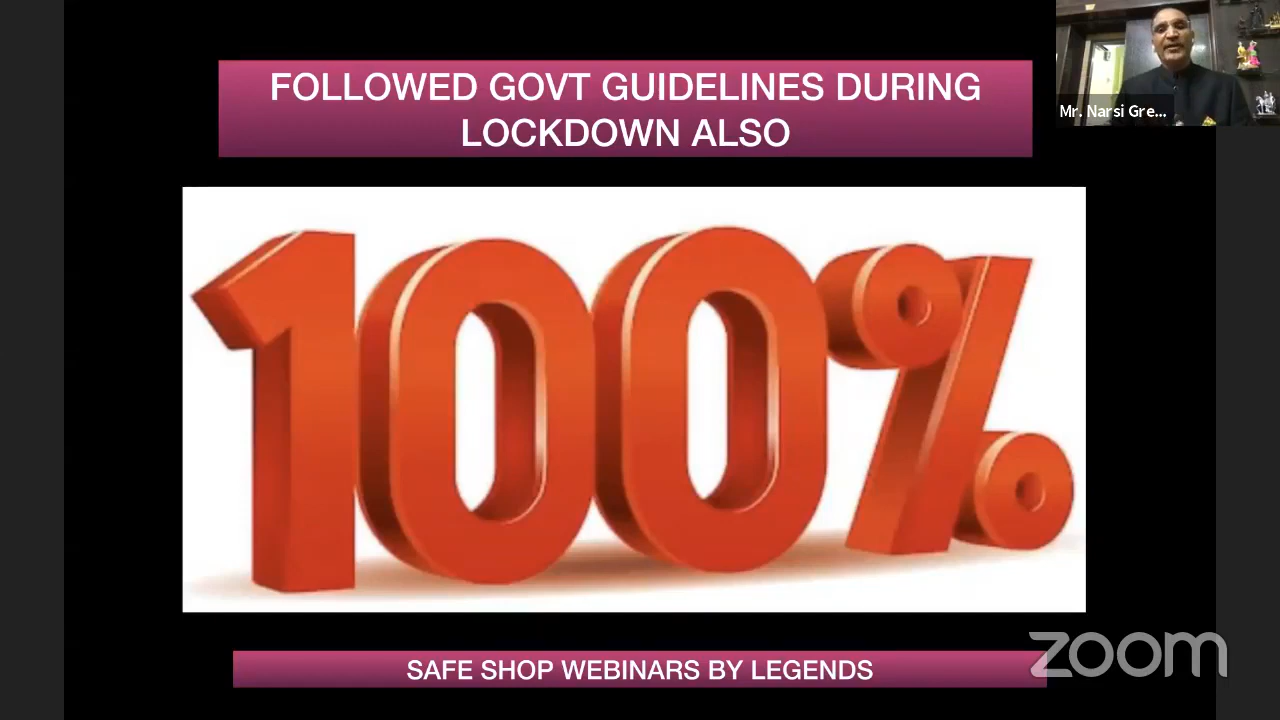 FOLLOWED GOVT GUIDELINES DURING
LOCKDOWN ALSO
Mr. Narsi Gre...
100%
SAFE SHOP WEBINARS BY LEGENDS
zoom